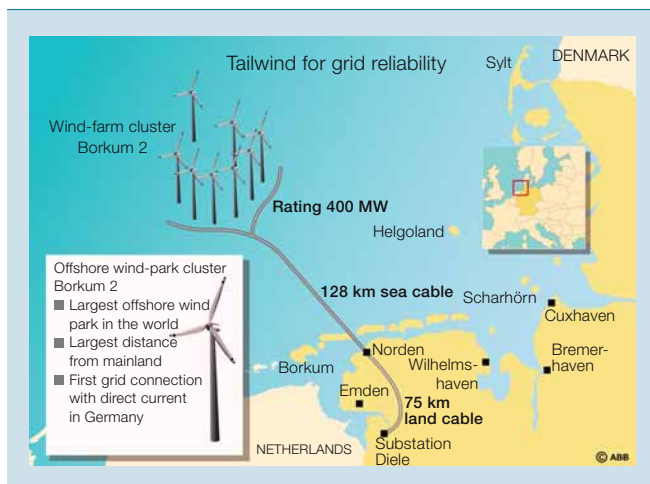 Tailwind for grid reliability
Sylt
DENMARK
Wind-farm cluster
Borkum 2
Rating 400 MW
Helgoland
Offshore wind-park cluster
Borkum 2
■ Largest offshore wind
park in the world
■ Largest distance
from mainland
■ First grid connection
with direct current
in Germany
128 km sea cable
Scharhörn
Cuxhaven
Norden
Borkum
Wilhelms-
haven
Bremer-
haven
Emden
75 km
land cable
NETHERLANDS
Substation
Diele
© ABB